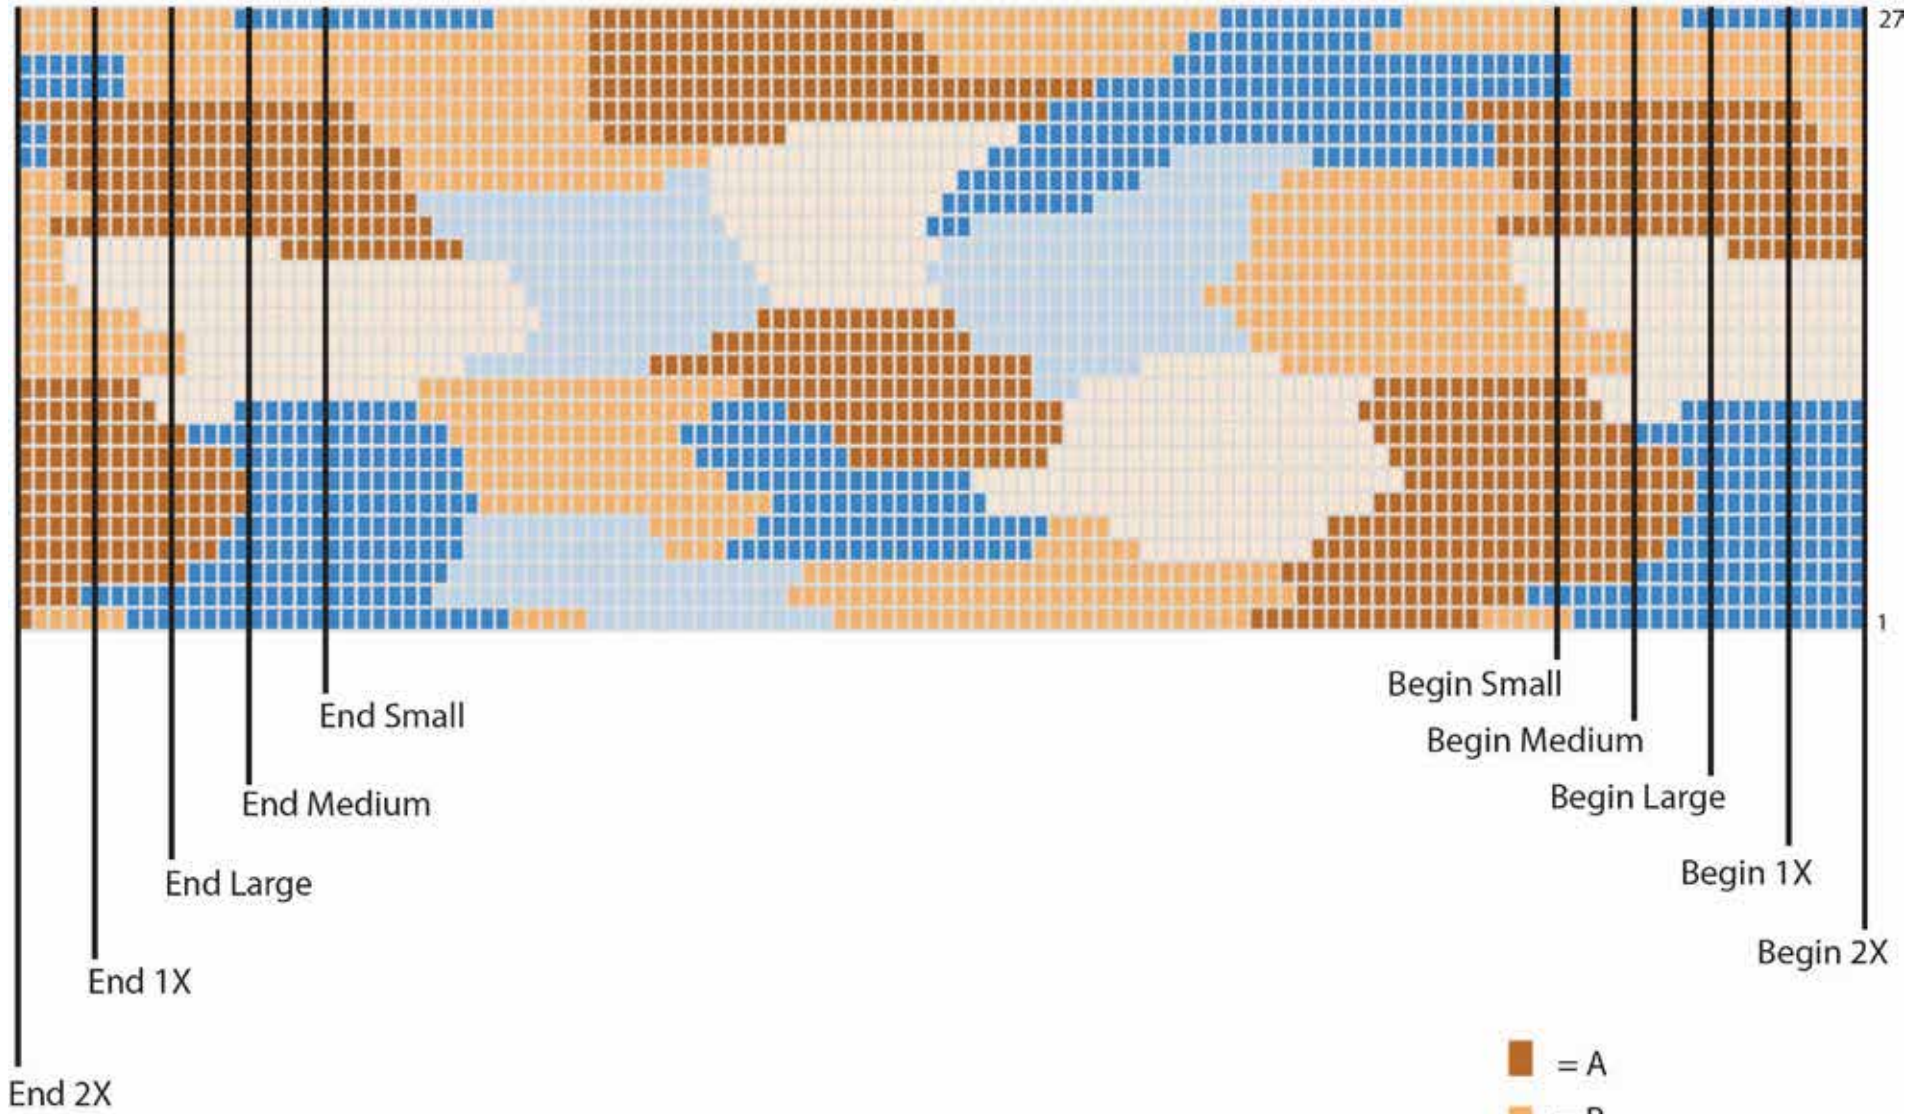 27
1
Begin Small
End Small
Begin Medium
Begin Large
End Medium
Begin 1X
End Large
Begin 2X
End 1X
= A
End 2X